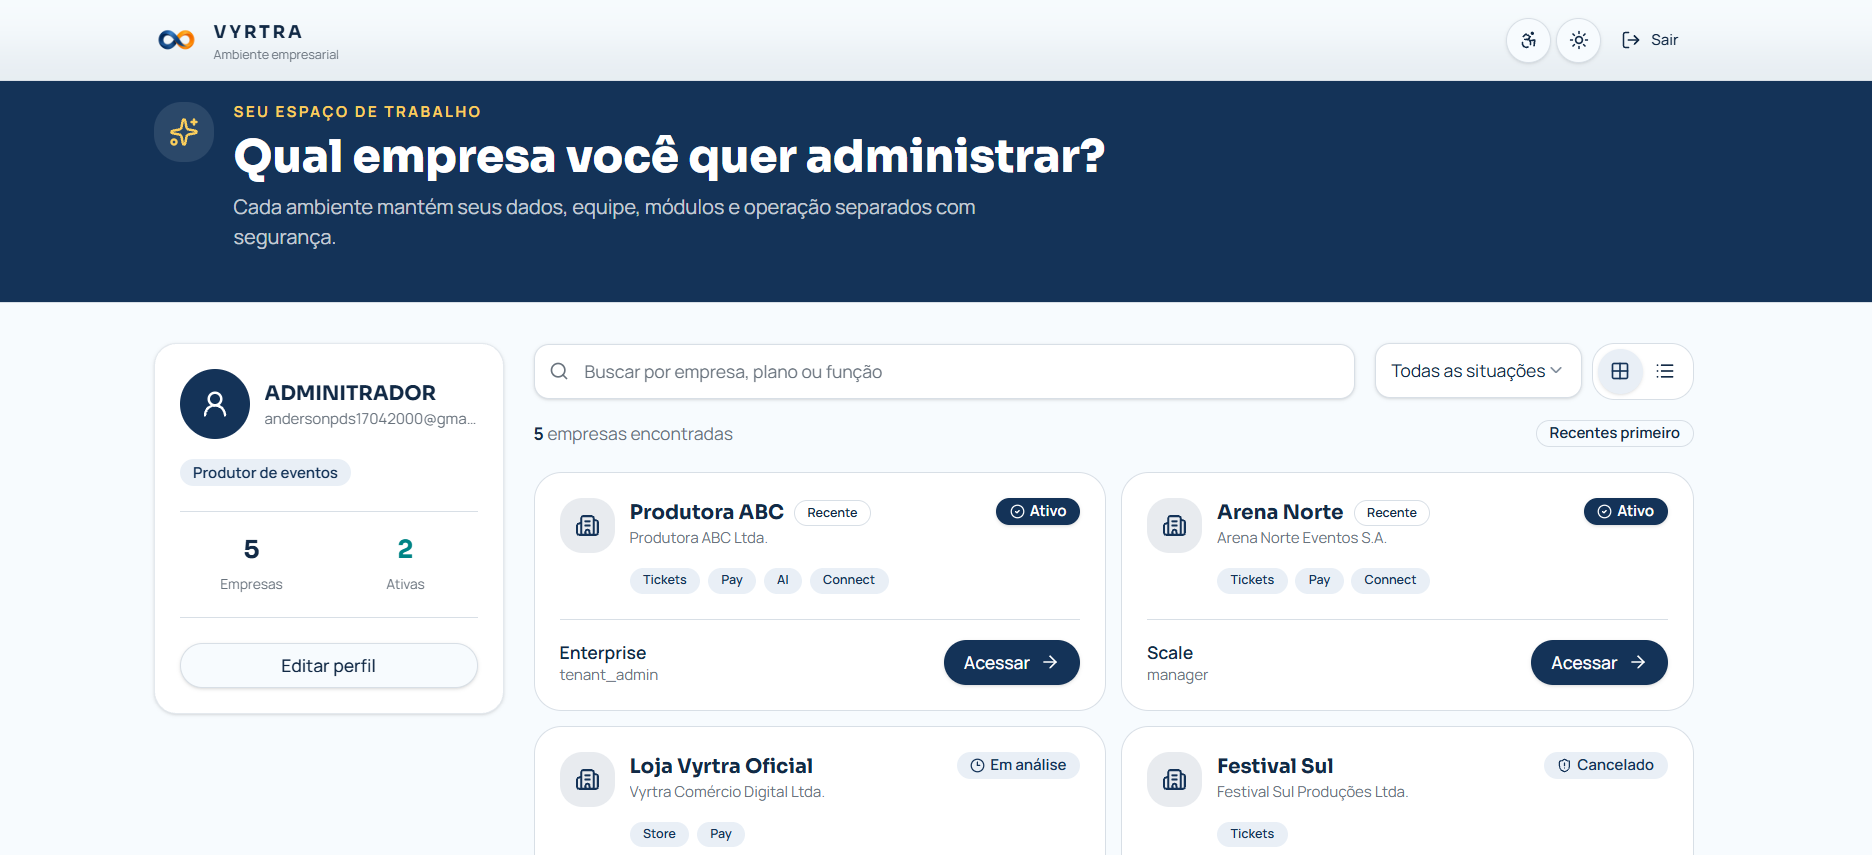 VYRTRA
Ambiente empresarial
Sair
SEU ESPAÇO DE TRABALHO
Qual empresa você quer administrar?
Cada ambiente mantém seus dados, equipe, módulos e operação separados com
segurança.
ADMINITRADOR
andersonpds17042000@gma...
Produtor de eventos
5
2
Empresas
Ativas
Editar perfil
Buscar por empresa, plano ou função
Todas as situações
5 empresas encontradas
Recentes primeiro
Produtora ABC
Recente
Ativo
Produtora ABC Ltda.
Tickets
Pay
AI
Connect
Enterprise
tenant_admin
Acessar
Arena Norte
Recente
Ativo
Arena Norte Eventos S.A.
Tickets
Pay
Connect
Scale
manager
Acessar
Loja Vyrtra Oficial
Em análise
Vyrtra Comércio Digital Ltda.
Store
Pay
Festival Sul
Cancelado
Festival Sul Produções Ltda.
Tickets